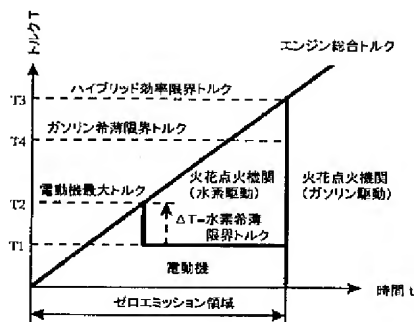 トルクT
エンジン総合トルク
T3
ハイブリッド効率限界トルク
T4
ガソリン希薄限界トルク
火花点火機関
(水素駆動)
火花点火機関
(ガソリン駆動)
電動機最大トルク
T2
ΔT=水素希薄
限界トルク
T1
電動機
時間 t
ゼロエミッション領域